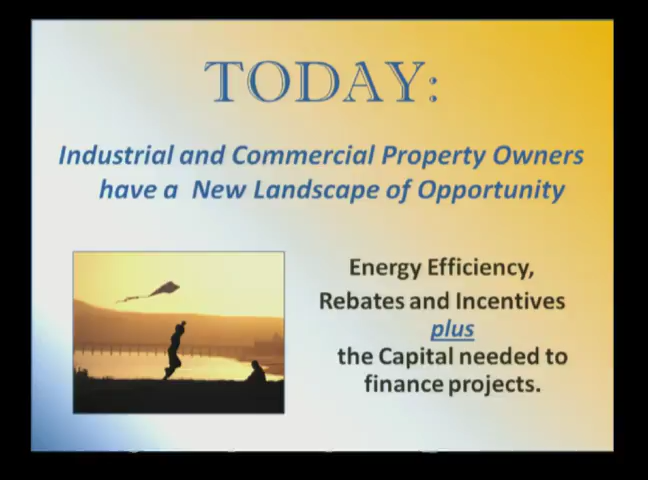 TODAY:
Industrial and Commercial Property Owners
have a New Landscape of Opportunity
Energy Efficiency,
Rebates and Incentives
plus
the Capital needed to
finance projects.